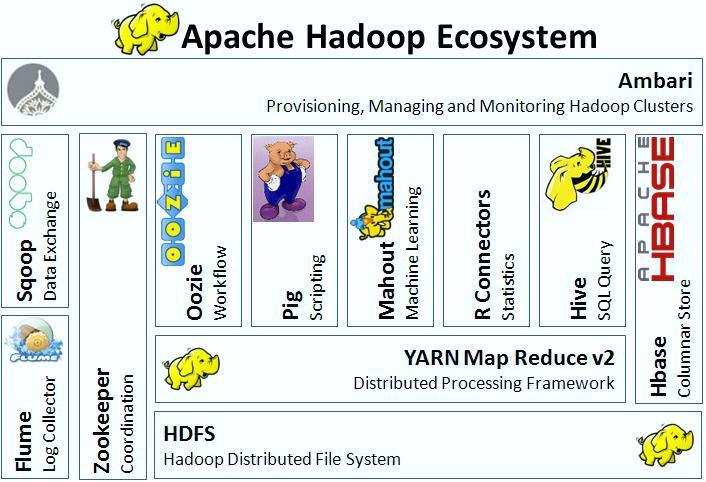 Apache Hadoop Ecosystem
Ambari
Provisioning, Managing and Monitoring Hadoop Clusters
sqoop
Sqoop
Data Exchange
Zookeeper
Coordination
OOZIE
Oozie
Workflow
Pig
Scripting
mahout
Mahout
Machine Learning
R Connectors
Statistics
HIVE
Hive
SQL Query
APACHE
HBASE
Hbase
Columnar Store
FLUME
Flume
Log Collector
YARN Map Reduce v2
Distributed Processing Framework
HDFS
Hadoop Distributed File System